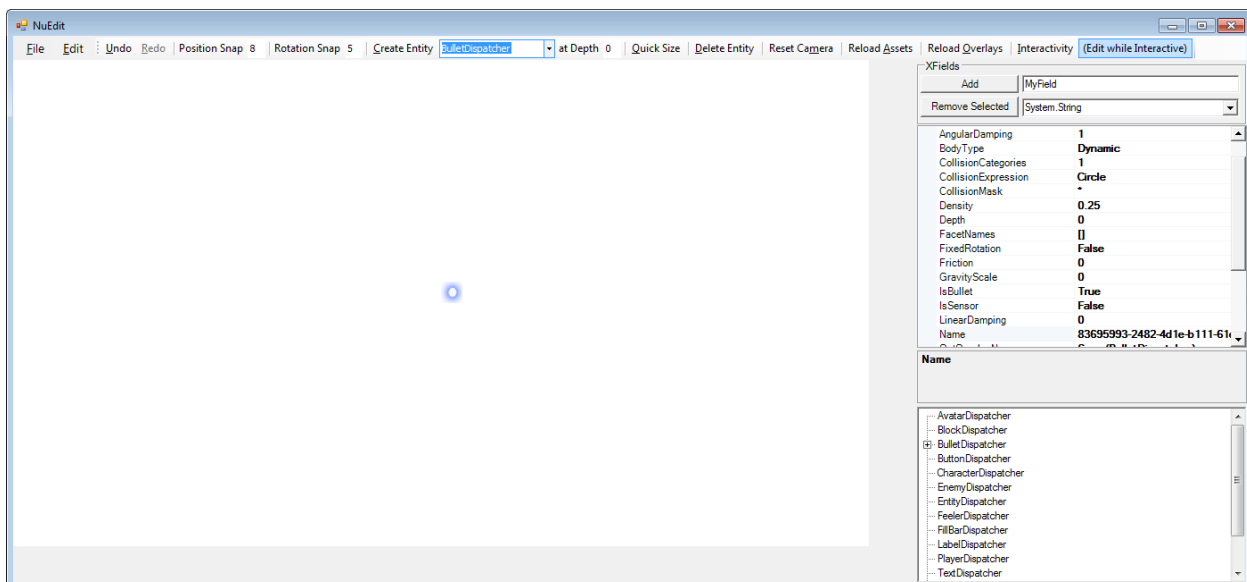 NuEdit
File Edit Undo Redo Position Snap 8 Rotation Snap 5 Create Entity BulletDispatcher at Depth 0 Quick Size Delete Entity Reset Camera Reload Assets Reload Overlays Interactivity (Edit while Interactive)
XFields
Add MyField
Remove Selected System.String
AngularDamping 1
BodyType Dynamic
CollisionCategories 1
CollisionExpression Circle
CollisionMask *
Density 0.25
Depth 0
FacetNames []
FixedRotation False
Friction 0
GravityScale 0
IsBullet True
IsSensor False
LinearDamping 0
Name 83695993-2482-4d1e-b111-61
Name
AvatarDispatcher
BlockDispatcher
BulletDispatcher
ButtonDispatcher
CharacterDispatcher
EnemyDispatcher
EntityDispatcher
FeelerDispatcher
FillBarDispatcher
LabelDispatcher
PlayerDispatcher
TextDispatcher